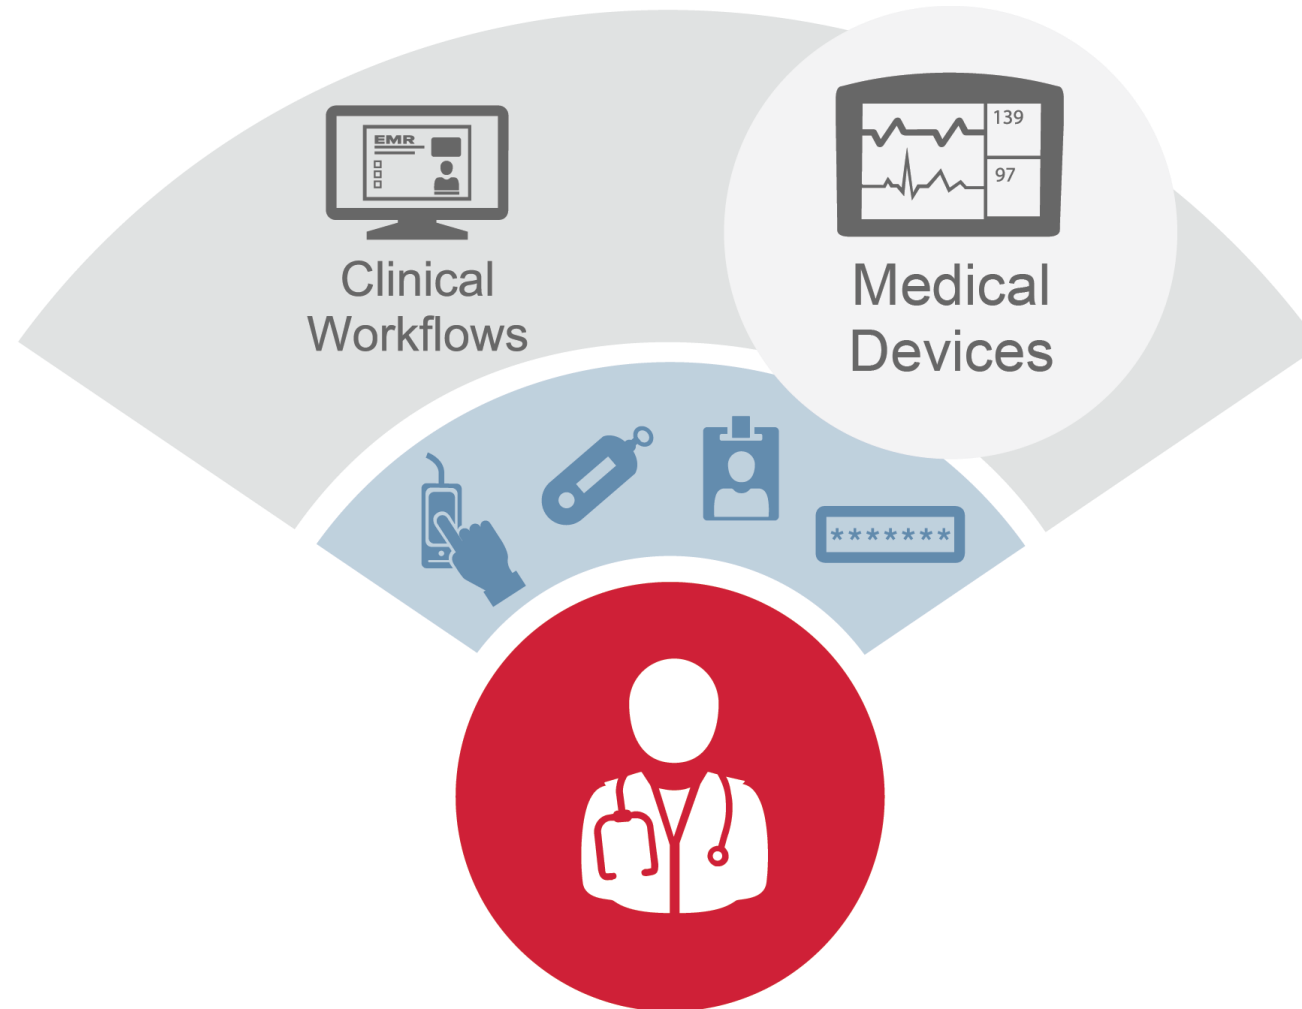 EMR
Clinical
Workflows
139
97
Medical
Devices
*******